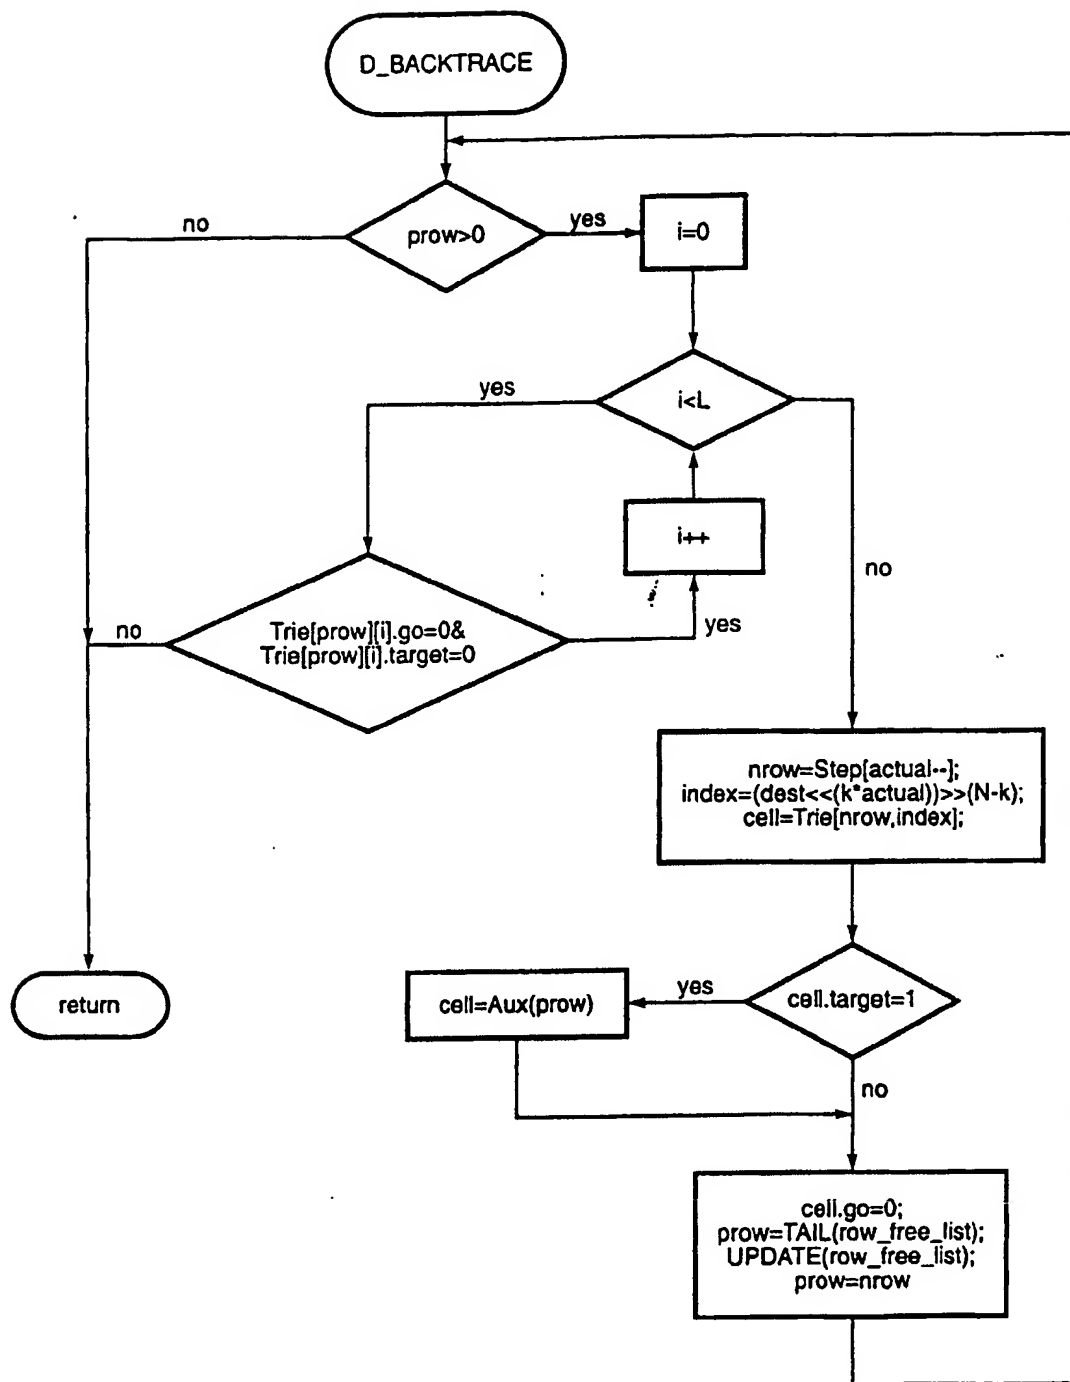 D_BACKTRACE
no
prow>0
yes
i=0
yes
i<L
i++
no
no
Trie[prow][i].go=0&
Trie[prow][i].target=0
yes
nrow=Step[actual--];
index=(dest<<(k*actual))>>(N-k);
cell=Trie[nrow,index];
return
cell=Aux(prow)
yes
cell.target=1
no
cell.go=0;
prow=TAIL(row_free_list);
UPDATE(row_free_list);
prow=nrow